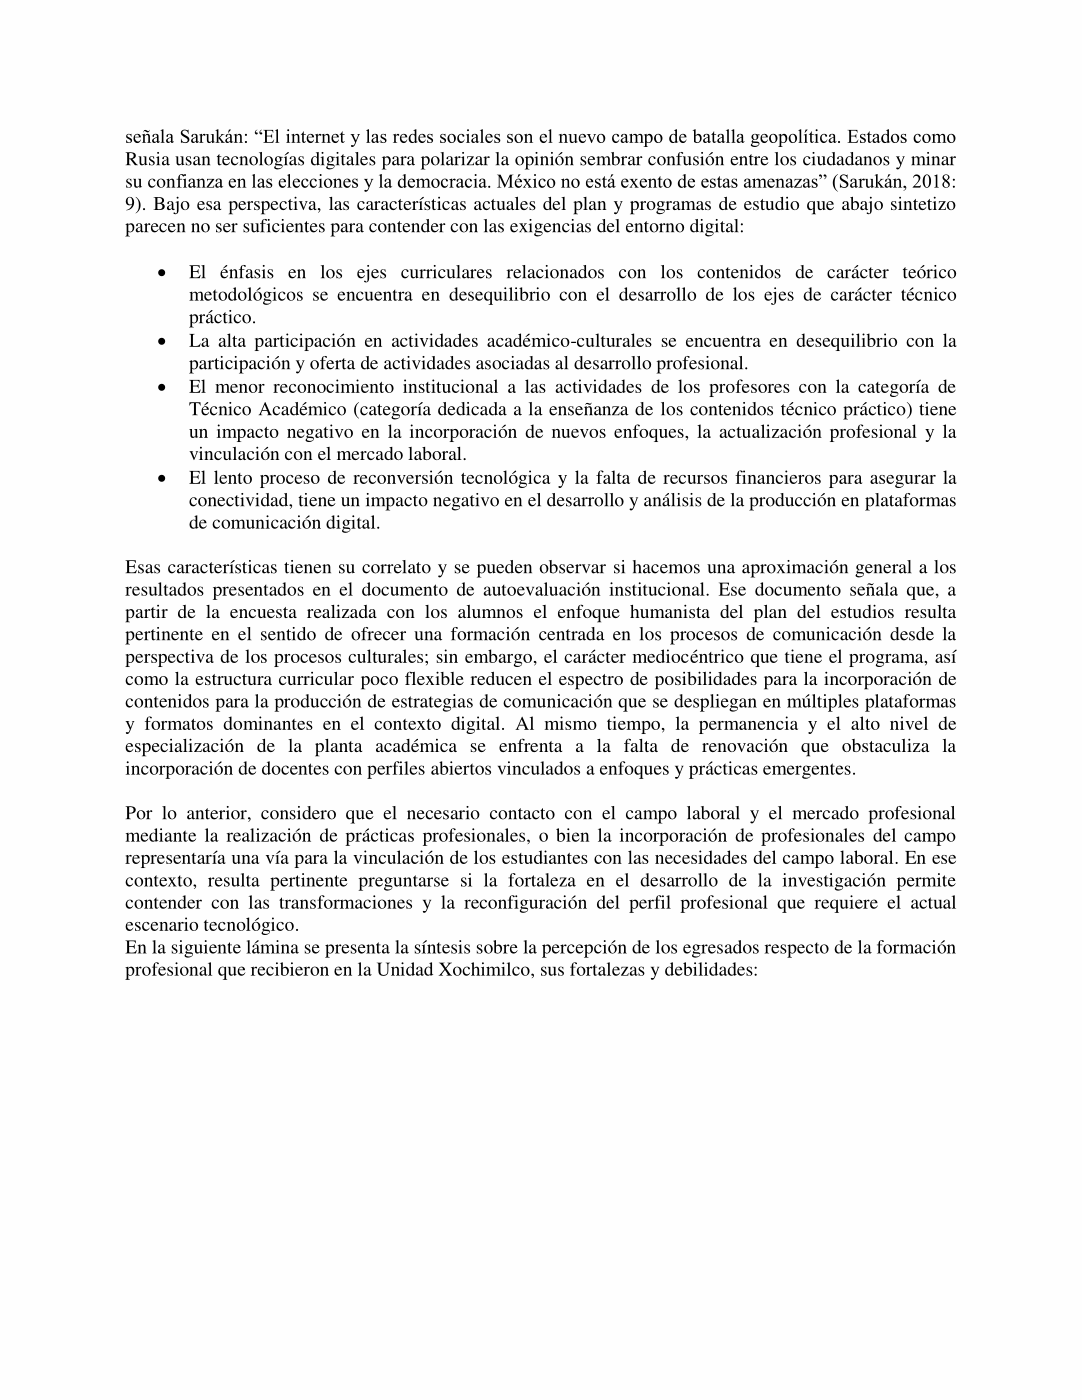 señala Sarukán: “El internet y las redes sociales son el nuevo campo de batalla geopolítica. Estados como
Rusia usan tecnologías digitales para polarizar la opinión sembrar confusión entre los ciudadanos y minar
su confianza en las elecciones y la democracia. México no está exento de estas amenazas” (Sarukán, 2018:
9). Bajo esa perspectiva, las características actuales del plan y programas de estudio que abajo sintetizo
parecen no ser suficientes para contender con las exigencias del entorno digital:
• El énfasis en los ejes curriculares relacionados con los contenidos de carácter teórico
metodológicos se encuentra en desequilibrio con el desarrollo de los ejes de carácter técnico
práctico.
• La alta participación en actividades académico-culturales se encuentra en desequilibrio con la
participación y oferta de actividades asociadas al desarrollo profesional.
• El menor reconocimiento institucional a las actividades de los profesores con la categoría de
Técnico Académico (categoría dedicada a la enseñanza de los contenidos técnico práctico) tiene
un impacto negativo en la incorporación de nuevos enfoques, la actualización profesional y la
vinculación con el mercado laboral.
• El lento proceso de reconversión tecnológica y la falta de recursos financieros para asegurar la
conectividad, tiene un impacto negativo en el desarrollo y análisis de la producción en plataformas
de comunicación digital.
Esas características tienen su correlato y se pueden observar si hacemos una aproximación general a los
resultados presentados en el documento de autoevaluación institucional. Ese documento señala que, a
partir de la encuesta realizada con los alumnos el enfoque humanista del plan del estudios resulta
pertinente en el sentido de ofrecer una formación centrada en los procesos de comunicación desde la
perspectiva de los procesos culturales; sin embargo, el carácter mediocéntrico que tiene el programa, así
como la estructura curricular poco flexible reducen el espectro de posibilidades para la incorporación de
contenidos para la producción de estrategias de comunicación que se despliegan en múltiples plataformas
y formatos dominantes en el contexto digital. Al mismo tiempo, la permanencia y el alto nivel de
especialización de la planta académica se enfrenta a la falta de renovación que obstaculiza la
incorporación de docentes con perfiles abiertos vinculados a enfoques y prácticas emergentes.
Por lo anterior, considero que el necesario contacto con el campo laboral y el mercado profesional
mediante la realización de prácticas profesionales, o bien la incorporación de profesionales del campo
representaría una vía para la vinculación de los estudiantes con las necesidades del campo laboral. En ese
contexto, resulta pertinente preguntarse si la fortaleza en el desarrollo de la investigación permite
contender con las transformaciones y la reconfiguración del perfil profesional que requiere el actual
escenario tecnológico.
En la siguiente lámina se presenta la síntesis sobre la percepción de los egresados respecto de la formación
profesional que recibieron en la Unidad Xochimilco, sus fortalezas y debilidades: